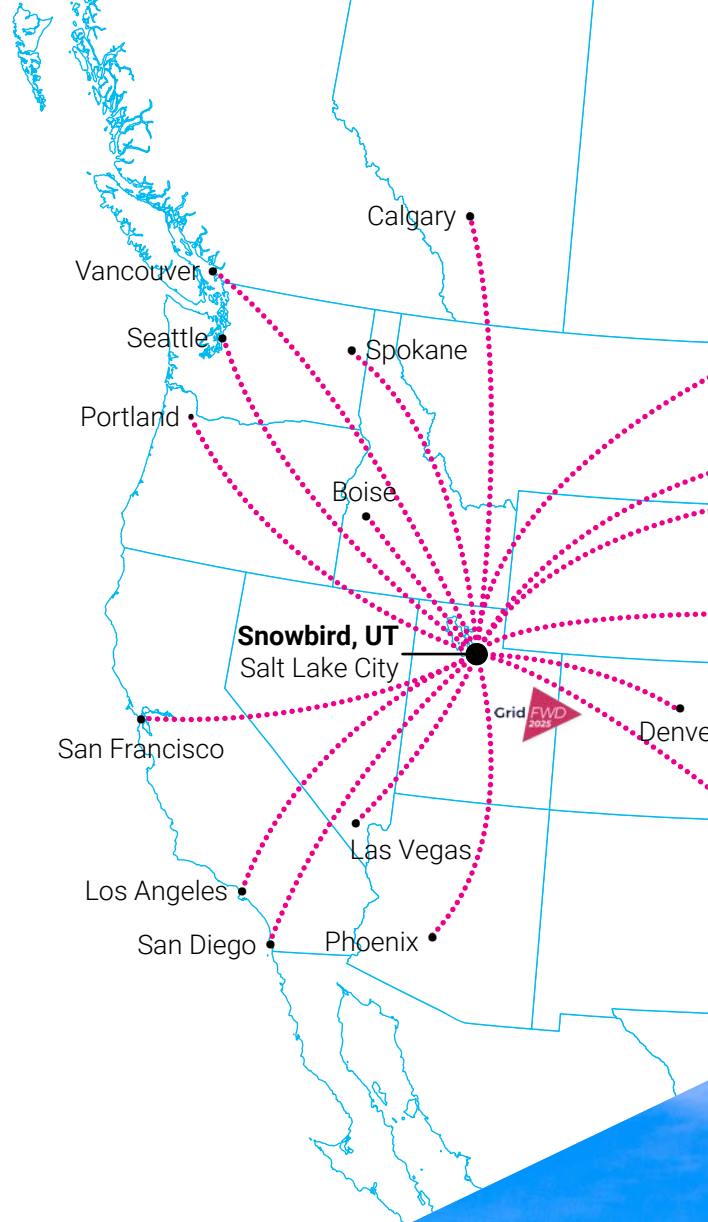 Calgary
Vancouver
Seattle
Spokane
Portland
Boise
Snowbird, UT
Salt Lake City
Grid FWD
2025
Denve
San Francisco
Las Vegas
Los Angeles
San Diego
Phoenix